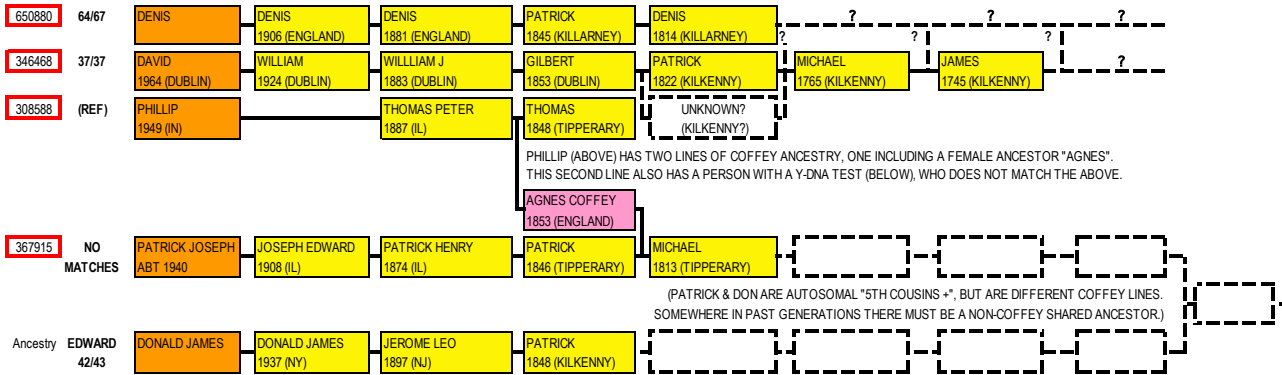 650880 64/67 DENIS DENIS DENIS PATRICK DENIS ? ? ?
1906 (ENGLAND) 1881 (ENGLAND) 1845 (KILLARNEY) 1814 (KILLARNEY)
? ? ?
346468 37/37 DAVID WILLIAM WILLLIAM J GILBERT PATRICK MICHAEL JAMES ?
1964 (DUBLIN) 1924 (DUBLIN) 1883 (DUBLIN) 1853 (DUBLIN) 1822 (KILKENNY) 1765 (KILKENNY) 1745 (KILKENNY)
308588 (REF) PHILLIP THOMAS PETER THOMAS UNKNOWN?
1949 (IN) 1887 (IL) 1848 (TIPPERARY) (KILKENNY?)
PHILLIP (ABOVE) HAS TWO LINES OF COFFEY ANCESTRY, ONE INCLUDING A FEMALE ANCESTOR "AGNES".
THIS SECOND LINE ALSO HAS A PERSON WITH A Y-DNA TEST (BELOW), WHO DOES NOT MATCH THE ABOVE.
AGNES COFFEY
1853 (ENGLAND)
367915 NO PATRICK JOSEPH JOSEPH EDWARD PATRICK HENRY PATRICK MICHAEL
MATCHES ABT 1940 1908 (IL) 1874 (IL) 1846 (TIPPERARY) 1813 (TIPPERARY)
(PATRICK & DON ARE AUTOSOMAL "5TH COUSINS +", BUT ARE DIFFERENT COFFEY LINES.
SOMEWHERE IN PAST GENERATIONS THERE MUST BE A NON-COFFEY SHARED ANCESTOR.)
Ancestry EDWARD DONALD JAMES DONALD JAMES JEROME LEO PATRICK
42/43 1937 (NY) 1897 (NJ) 1848 (KILKENNY)